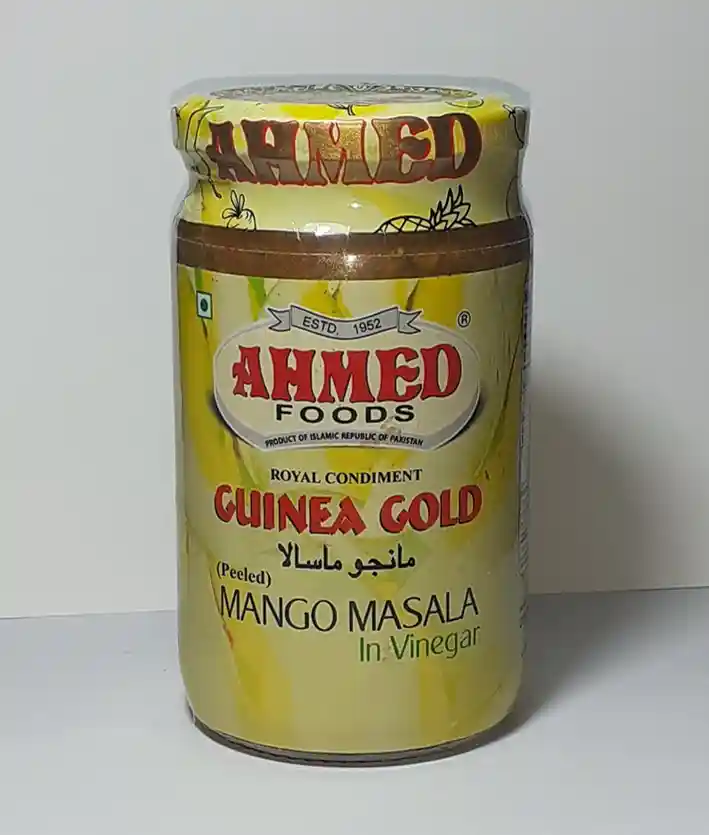 AHMED
ESTD. 1952
®
AHMED
FOODS
PRODUCT OF ISLAMIC REPUBLIC OF PAKISTAN
ROYAL CONDIMENT
GUINEA GOLD
مانجو ماسالا
(Peeled)
MANGO MASALA
In Vinegar